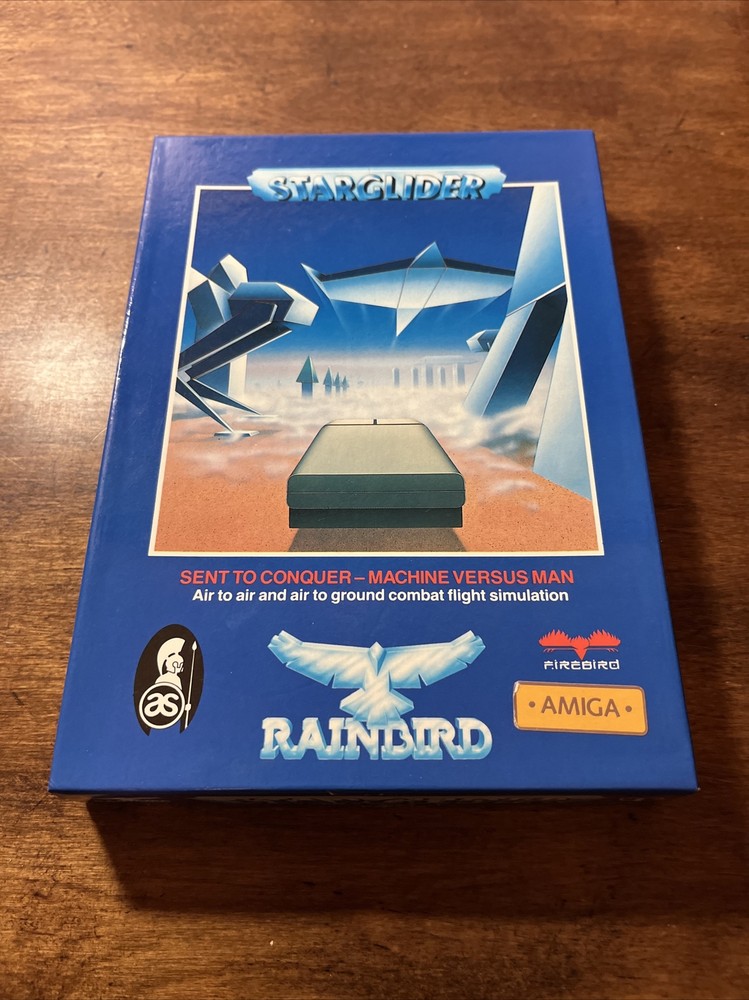 STARGLIDER
SENT TO CONQUER – MACHINE VERSUS MAN
Air to air and air to ground combat flight simulation
as
RAINBIRD
FIREBIRD
• AMIGA •